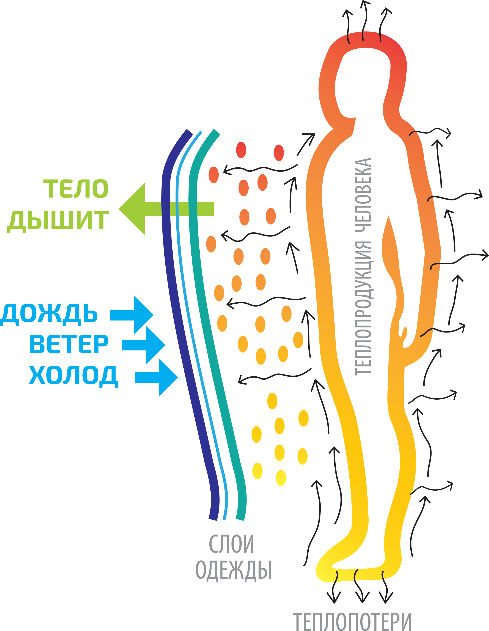 ТЕЛО
ДЫШИТ
ДОЖДЬ
ВЕТЕР
ХОЛОД
ТЕПЛОПРОДУКЦИЯ ЧЕЛОВЕКА
СЛОИ
ОДЕЖДЫ
ТЕПЛОПОТЕРИ